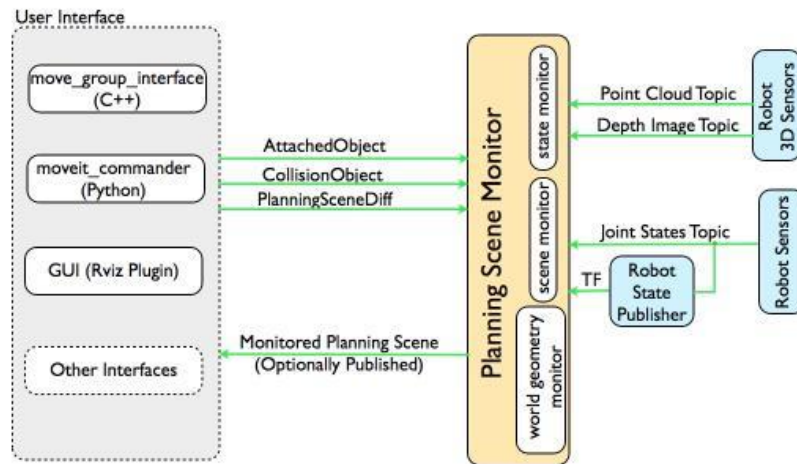 User Interface
move_group_interface
(C++)
moveit_commander
(Python)
GUI (Rviz Plugin)
Other Interfaces
AttachedObject
CollisionObject
PlanningSceneDiff
Monitored Planning Scene
(Optionally Published)
Planning Scene Monitor
state monitor
scene monitor
world geometry
monitor
Point Cloud Topic
Depth Image Topic
Joint States Topic
TF
Robot
State
Publisher
Robot
3D Sensors
Robot Sensors